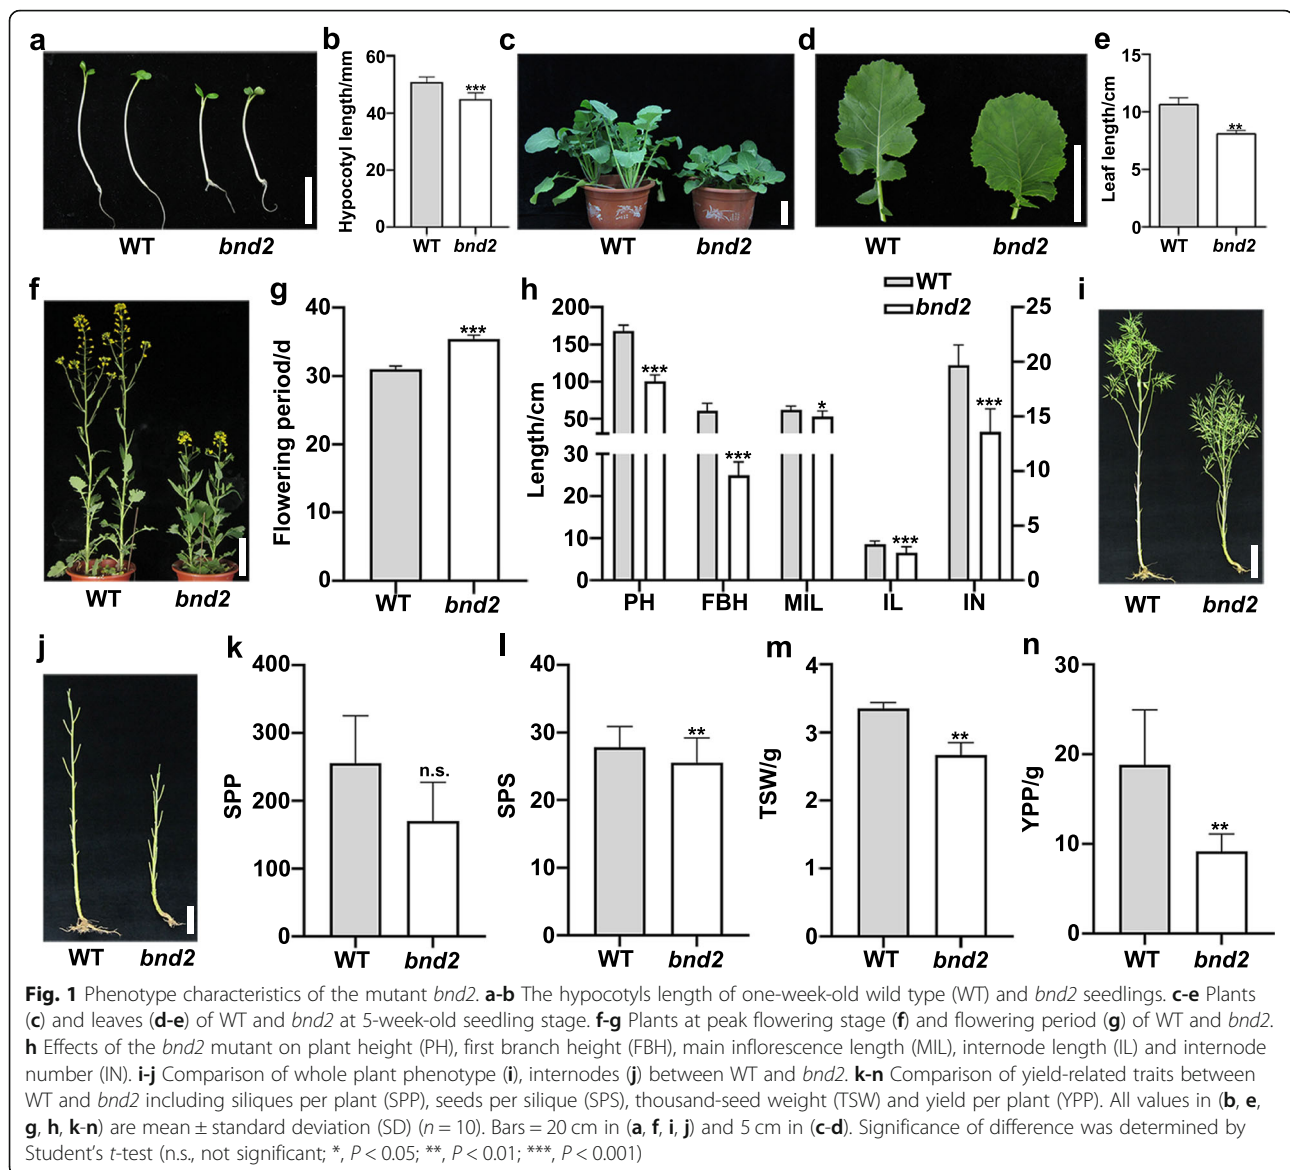 a
WT
bnd2
b
Hypocotyl length/mm
60
40
20
0
***
WT
bnd2
c
WT
bnd2
d
WT
bnd2
e
Leaf length/cm
15
10
5
0
**
WT
bnd2
f
WT
bnd2
g
Flowering period/d
40
30
20
10
0
***
WT
bnd2
h
WT
bnd2
Length/cm
200
150
100
50
30
20
10
0
***
***
*
***
***
25
20
15
10
5
0
PH
FBH
MIL
IL
IN
i
WT
bnd2
j
WT
bnd2
k
SPP
400
300
200
100
0
n.s.
WT
bnd2
l
SPS
40
30
20
10
0
**
WT
bnd2
m
TSW/g
4
3
2
1
0
**
WT
bnd2
n
YPP/g
30
20
10
0
**
WT
bnd2
Fig. 1 Phenotype characteristics of the mutant bnd2. a-b The hypocotyls length of one-week-old wild type (WT) and bnd2 seedlings. c-e Plants
(c) and leaves (d-e) of WT and bnd2 at 5-week-old seedling stage. f-g Plants at peak flowering stage (f) and flowering period (g) of WT and bnd2.
h Effects of the bnd2 mutant on plant height (PH), first branch height (FBH), main inflorescence length (MIL), internode length (IL) and internode
number (IN). i-j Comparison of whole plant phenotype (i), internodes (j) between WT and bnd2. k-n Comparison of yield-related traits between
WT and bnd2 including siliques per plant (SPP), seeds per silique (SPS), thousand-seed weight (TSW) and yield per plant (YPP). All values in (b, e,
g, h, k-n) are mean ± standard deviation (SD) (n = 10). Bars = 20 cm in (a, f, i, j) and 5 cm in (c-d). Significance of difference was determined by
Student's t-test (n.s., not significant; *, P < 0.05; **, P < 0.01; ***, P < 0.001)